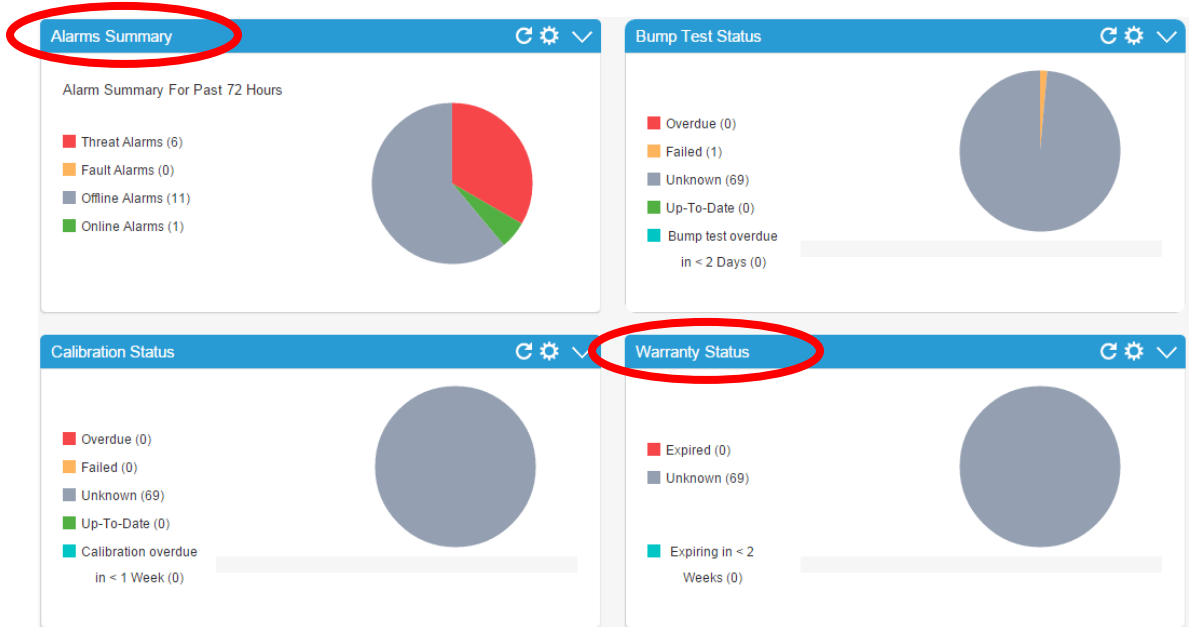 Alarms Summary
Alarm Summary For Past 72 Hours
Threat Alarms (6)
Fault Alarms (0)
Offline Alarms (11)
Online Alarms (1)
Bump Test Status
Overdue (0)
Failed (1)
Unknown (69)
Up-To-Date (0)
Bump test overdue
in < 2 Days (0)
Calibration Status
Overdue (0)
Failed (0)
Unknown (69)
Up-To-Date (0)
Calibration overdue
in < 1 Week (0)
Warranty Status
Expired (0)
Unknown (69)
Expiring in < 2
Weeks (0)